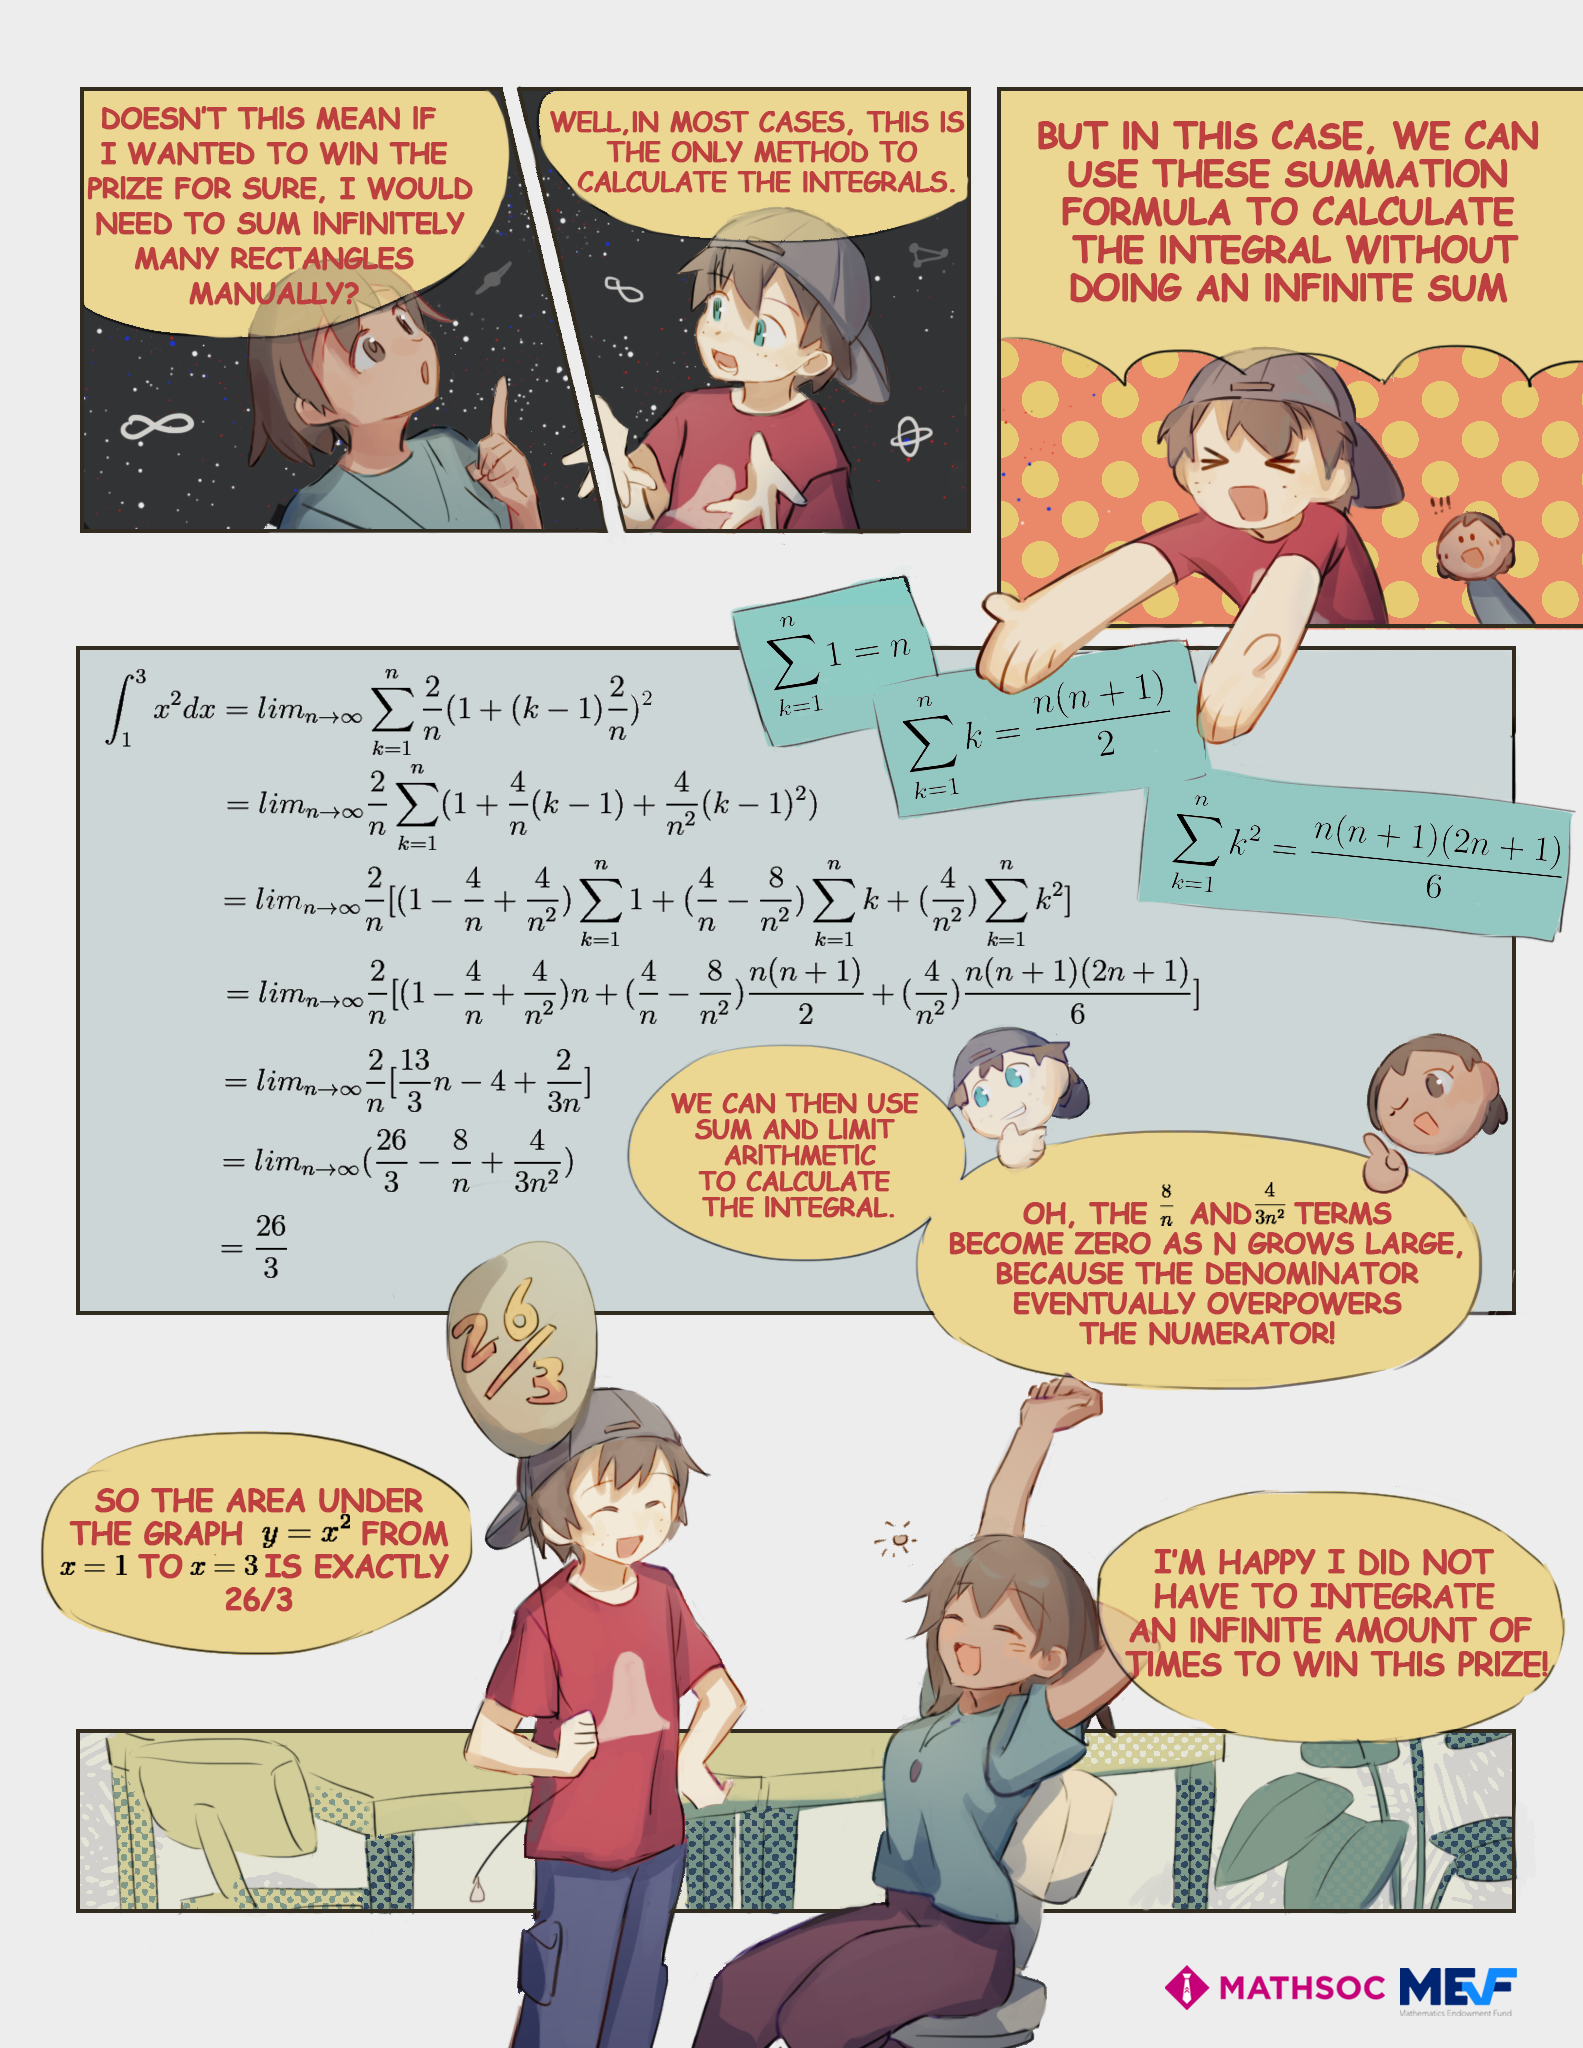 DOESN'T THIS MEAN IF
I WANTED TO WIN THE
PRIZE FOR SURE, I WOULD
NEED TO SUM INFINITELY
MANY RECTANGLES
MANUALLY?
WELL,IN MOST CASES, THIS IS
THE ONLY METHOD TO
CALCULATE THE INTEGRALS.
BUT IN THIS CASE, WE CAN
USE THESE SUMMATION
FORMULA TO CALCULATE
THE INTEGRAL WITHOUT
DOING AN INFINITE SUM
!!!
∑_{k=1}^{n} 1 = n
∑_{k=1}^{n} k = n(n + 1)/2
∑_{k=1}^{n} k² = n(n + 1)(2n + 1)/6
∫_1^3 x²dx = lim_{n→∞} ∑_{k=1}^{n} 2/n (1 + (k − 1) 2/n)²
= lim_{n→∞} 2/n ∑_{k=1}^{n} (1 + 4/n (k − 1) + 4/n² (k − 1)²)
= lim_{n→∞} 2/n [(1 − 4/n + 4/n²) ∑_{k=1}^{n} 1 + (4/n − 8/n²) ∑_{k=1}^{n} k + (4/n²) ∑_{k=1}^{n} k²]
= lim_{n→∞} 2/n [(1 − 4/n + 4/n²)n + (4/n − 8/n²) n(n + 1)/2 + (4/n²) n(n + 1)(2n + 1)/6]
= lim_{n→∞} 2/n [13/3 n − 4 + 2/3n]
= lim_{n→∞} (26/3 − 8/n + 4/3n²)
= 26/3
WE CAN THEN USE
SUM AND LIMIT
ARITHMETIC
TO CALCULATE
THE INTEGRAL.
OH, THE 8/n AND 4/3n² TERMS
BECOME ZERO AS N GROWS LARGE,
BECAUSE THE DENOMINATOR
EVENTUALLY OVERPOWERS
THE NUMERATOR!
26/3
SO THE AREA UNDER
THE GRAPH y = x² FROM
x = 1 TO x = 3 IS EXACTLY
26/3
I'M HAPPY I DID NOT
HAVE TO INTEGRATE
AN INFINITE AMOUNT OF
TIMES TO WIN THIS PRIZE!
MATHSOC
MEF
Mathematics Endowment Fund